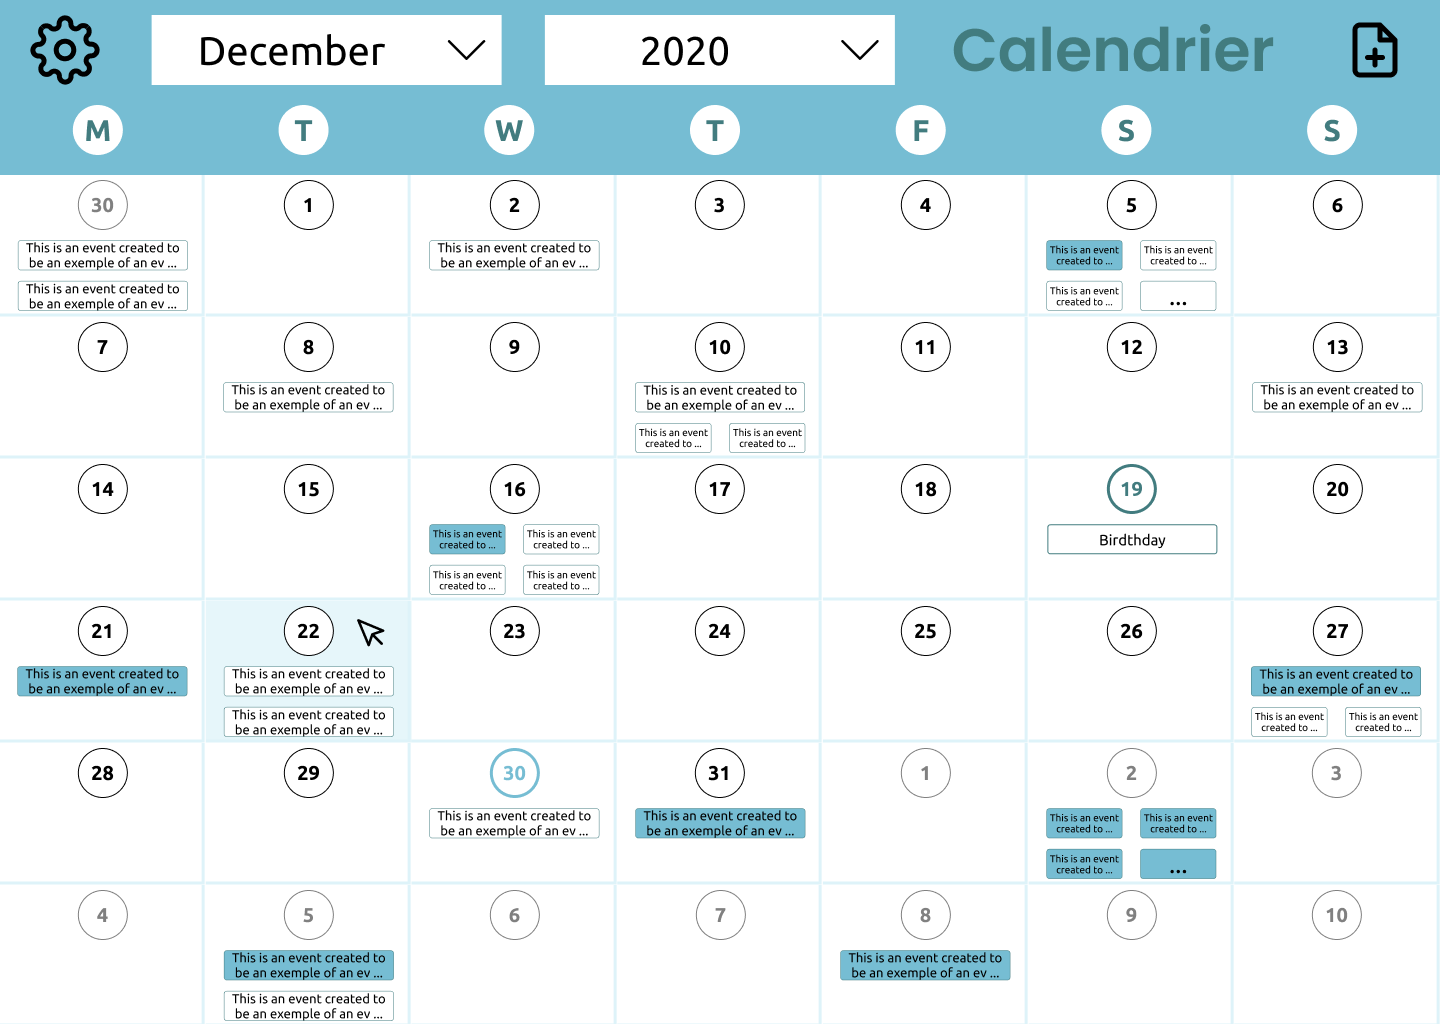 December
2020
Calendrier
M T W T F S S
30 1 2 3 4 5 6
This is an event created to
be an exemple of an ev ...
This is an event created to
be an exemple of an ev ...
This is an event created to
be an exemple of an ev ...
This is an event
created to ...
This is an event
created to ...
This is an event
created to ...
...
7 8 9 10 11 12 13
This is an event created to
be an exemple of an ev ...
This is an event created to
be an exemple of an ev ...
This is an event
created to ...
This is an event
created to ...
This is an event created to
be an exemple of an ev ...
14 15 16 17 18 19 20
This is an event
created to ...
This is an event
created to ...
This is an event
created to ...
This is an event
created to ...
Birdthday
21 22 23 24 25 26 27
This is an event created to
be an exemple of an ev ...
This is an event created to
be an exemple of an ev ...
This is an event created to
be an exemple of an ev ...
This is an event created to
be an exemple of an ev ...
This is an event
created to ...
This is an event
created to ...
28 29 30 31 1 2 3
This is an event created to
be an exemple of an ev ...
This is an event created to
be an exemple of an ev ...
This is an event
created to ...
This is an event
created to ...
This is an event
created to ...
...
4 5 6 7 8 9 10
This is an event created to
be an exemple of an ev ...
This is an event created to
be an exemple of an ev ...
This is an event created to
be an exemple of an ev ...